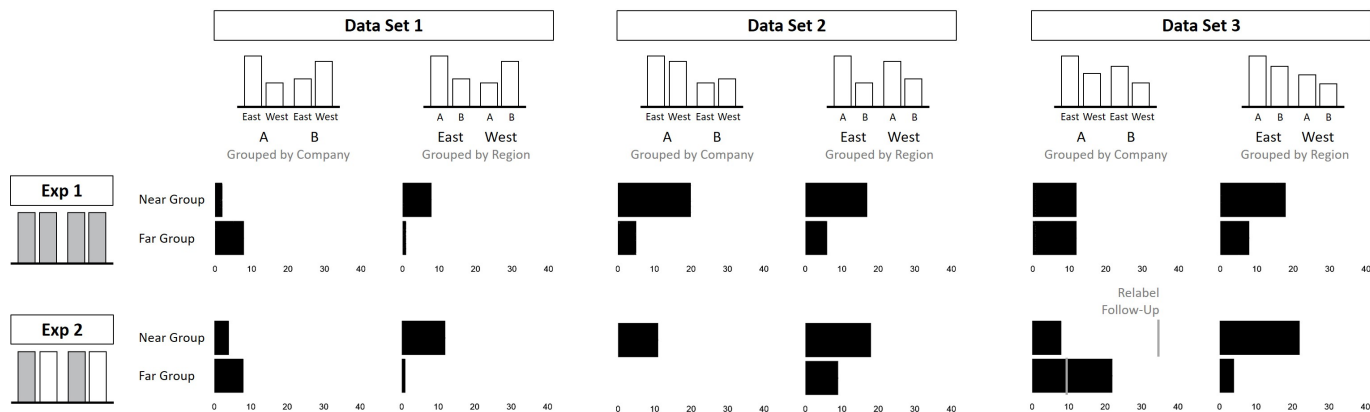 Data Set 1
Data Set 2
Data Set 3
East West East West
A B
Grouped by Company
A B A B
East West
Grouped by Region
East West East West
A B
Grouped by Company
A B A B
East West
Grouped by Region
East West East West
A B
Grouped by Company
A B A B
East West
Grouped by Region
Exp 1
Near Group
Far Group
0 10 20 30 40
0 10 20 30 40
0 10 20 30 40
0 10 20 30 40
0 10 20 30 40
0 10 20 30 40
Relabel
Follow-Up
Exp 2
Near Group
Far Group
0 10 20 30 40
0 10 20 30 40
0 10 20 30 40
0 10 20 30 40
0 10 20 30 40
0 10 20 30 40